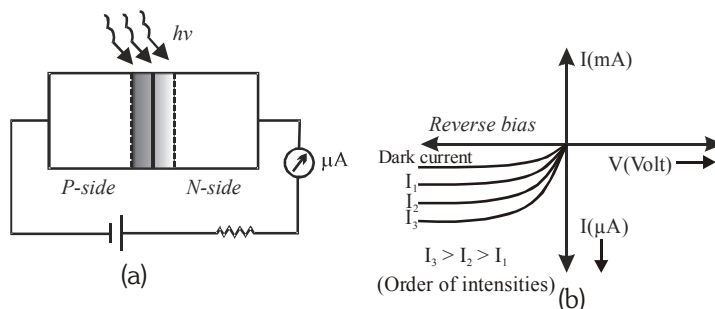 hν
μA
P-side N-side
(a)
I(mA)
Reverse bias
Dark current
V(Volt)
I₁
I₂
I₃
I(μA)
I₃ > I₂ > I₁
(Order of intensities)
(b)